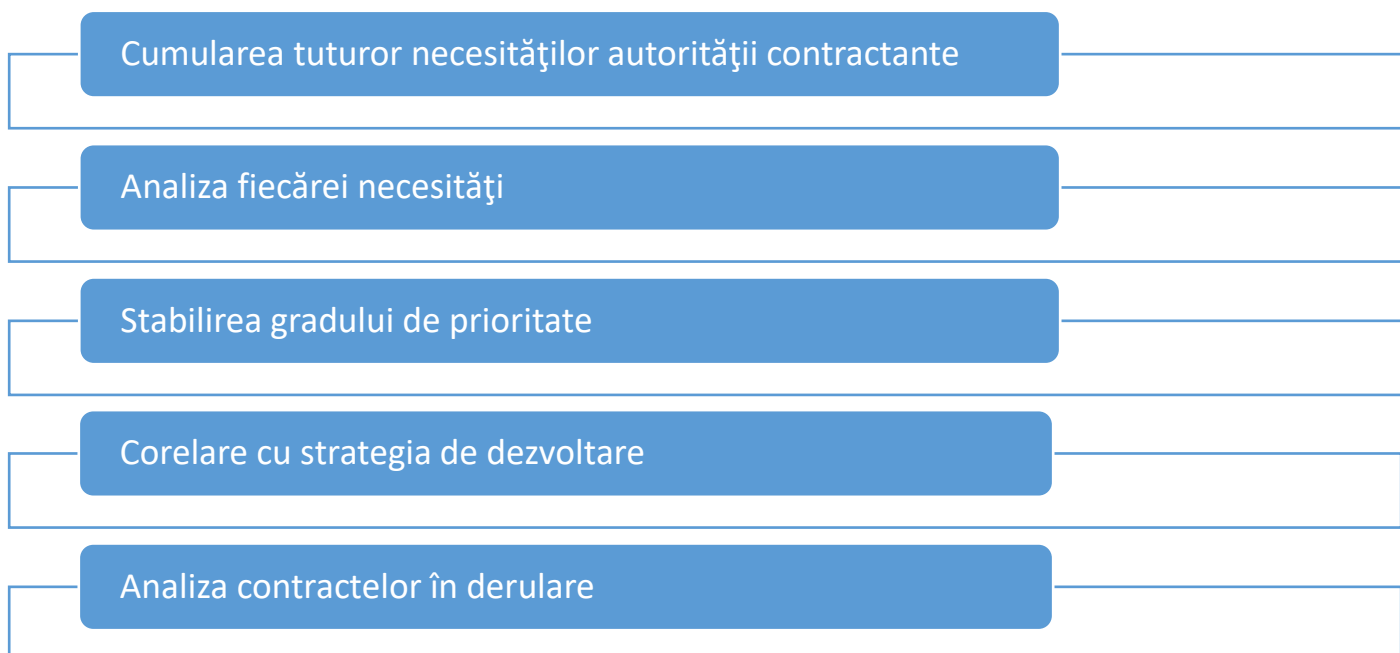 Cumularea tuturor necesităţilor autorităţii contractante
Analiza fiecărei necesităţi
Stabilirea gradului de prioritate
Corelare cu strategia de dezvoltare
Analiza contractelor în derulare